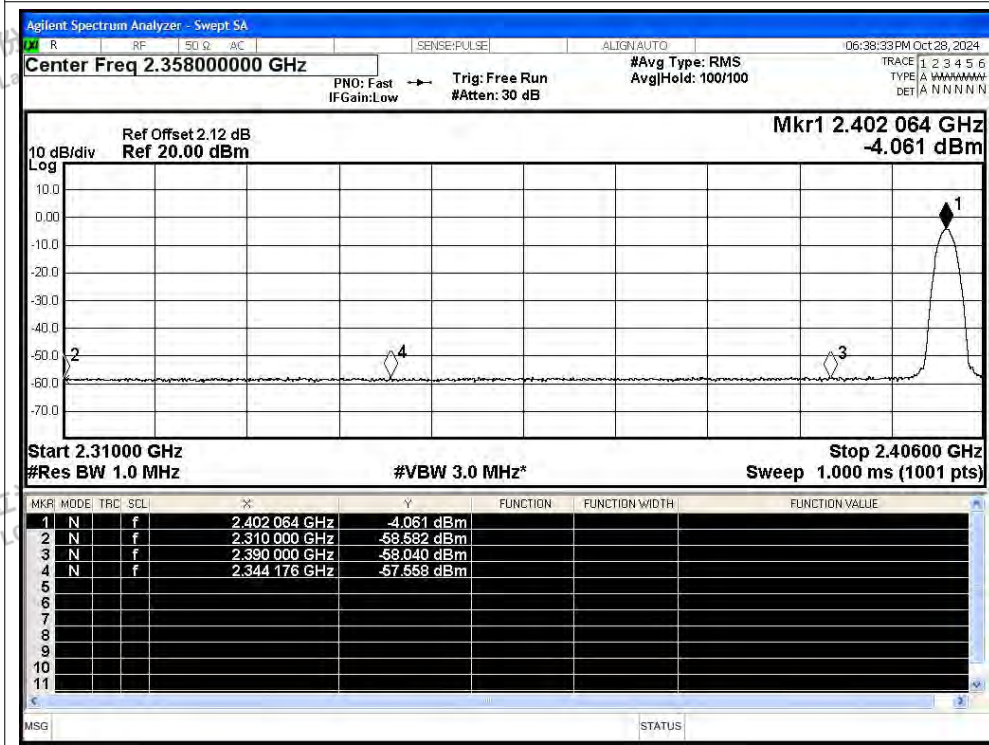 Agilent Spectrum Analyzer - Swept SA
R RF 50 Ω AC SENSE:PULSE ALIGN AUTO 06:38:33 PM Oct 28, 2024
Center Freq 2.358000000 GHz
PNO: Fast
IFGain:Low
Trig: Free Run
#Atten: 30 dB
#Avg Type: RMS
Avg|Hold: 100/100
TRACE 1 2 3 4 5 6
TYPE A WWWWW
DET A N N N N N
Ref Offset 2.12 dB
10 dB/div Ref 20.00 dBm
Log
Mkr1 2.402 064 GHz
-4.061 dBm
10.0
0.00
-10.0
-20.0
-30.0
-40.0
-50.0
-60.0
-70.0
1
2
4
3
Start 2.31000 GHz Stop 2.40600 GHz
#Res BW 1.0 MHz #VBW 3.0 MHz* Sweep 1.000 ms (1001 pts)
MKR MODE TRC SCL X Y FUNCTION FUNCTION WIDTH FUNCTION VALUE
1 N f 2.402 064 GHz -4.061 dBm
2 N f 2.310 000 GHz -58.582 dBm
3 N f 2.390 000 GHz -58.040 dBm
4 N f 2.344 176 GHz -57.558 dBm
5
6
7
8
9
10
11
MSG STATUS